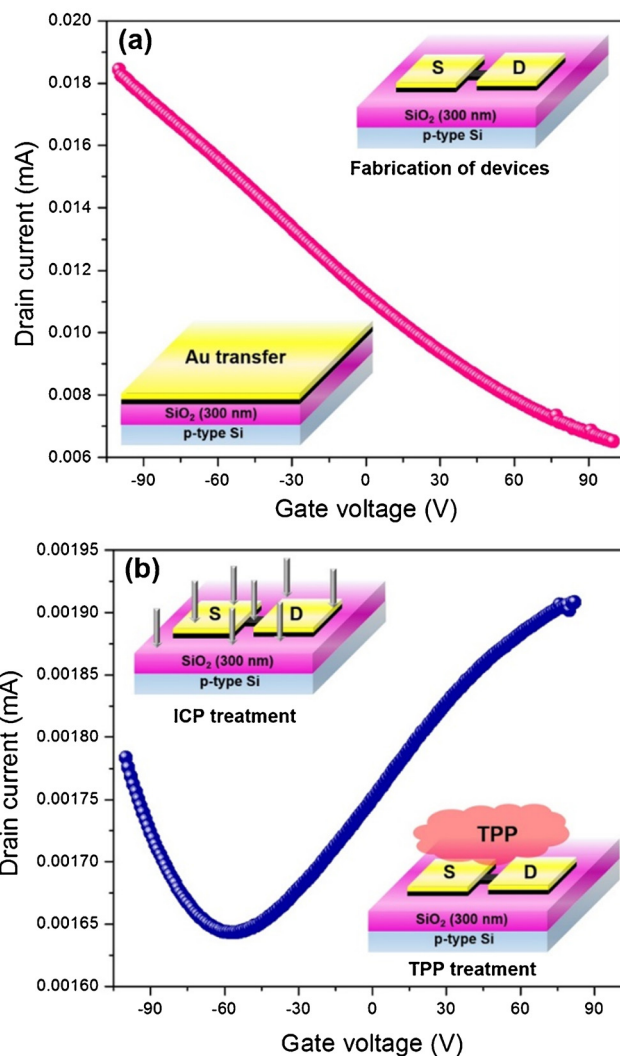 (a)
S D
SiO₂ (300 nm)
p-type Si
Fabrication of devices
Au transfer
SiO₂ (300 nm)
p-type Si
0.020
0.018
0.016
0.014
0.012
0.010
0.008
0.006
Drain current (mA)
-90 -60 -30 0 30 60 90
Gate voltage (V)
(b)
S D
SiO₂ (300 nm)
p-type Si
ICP treatment
TPP
S D
SiO₂ (300 nm)
p-type Si
TPP treatment
0.00195
0.00190
0.00185
0.00180
0.00175
0.00170
0.00165
0.00160
Drain current (mA)
-90 -60 -30 0 30 60 90
Gate voltage (V)